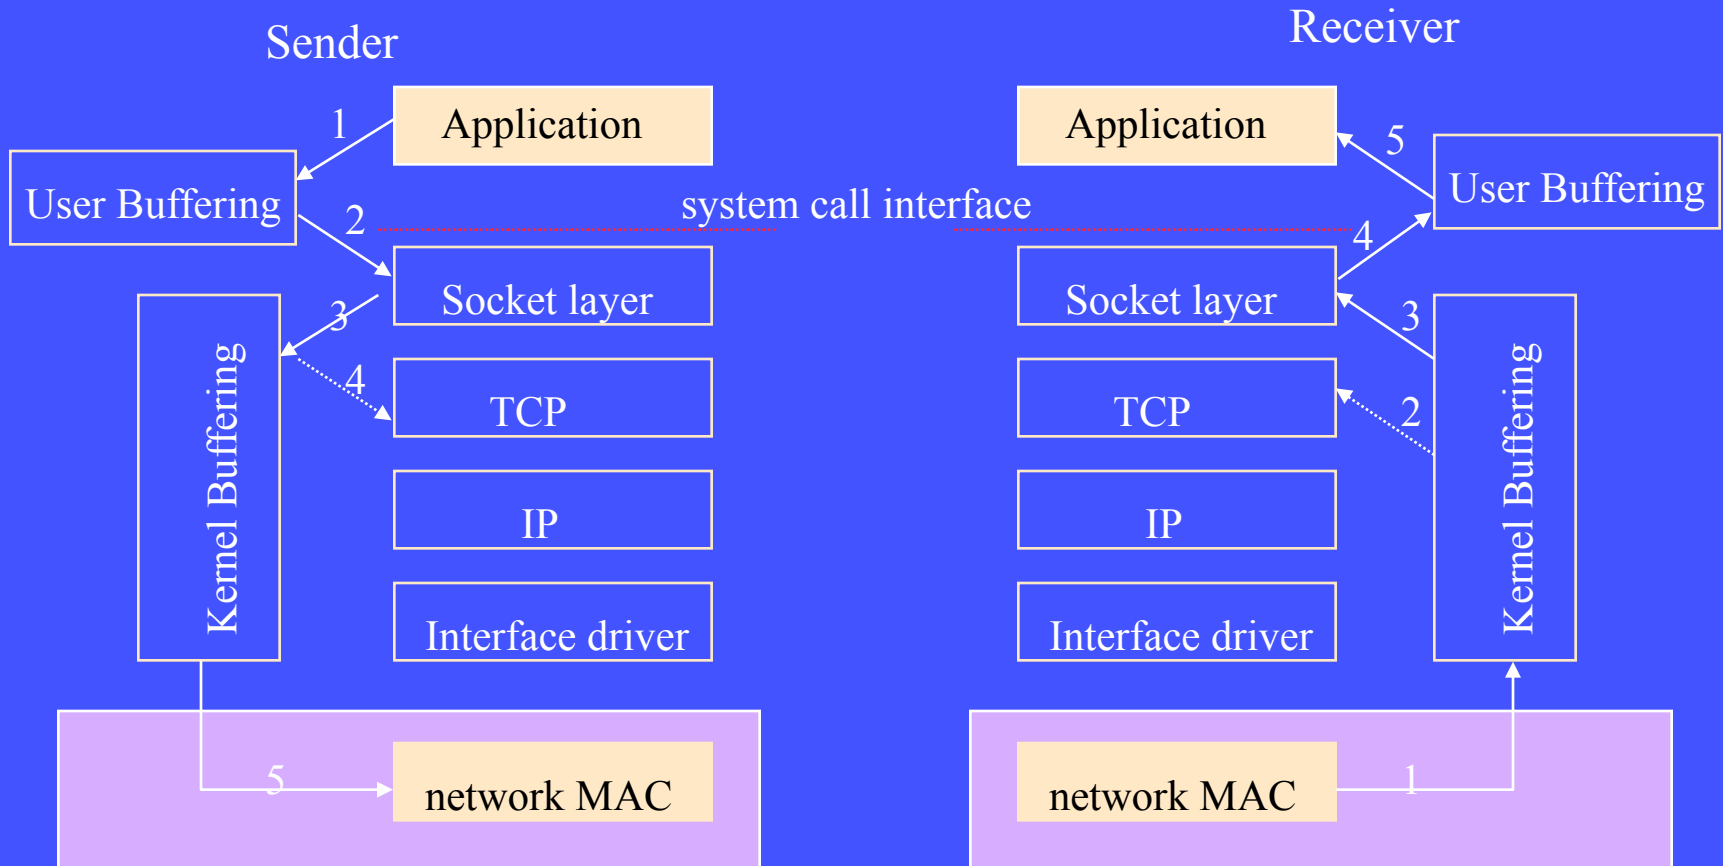 Sender
Receiver
1
Application
Application
5
User Buffering
User Buffering
2
system call interface
4
Socket layer
Socket layer
3
3
Kernel Buffering
Kernel Buffering
4
TCP
TCP
2
IP
IP
Interface driver
Interface driver
5
network MAC
network MAC
1